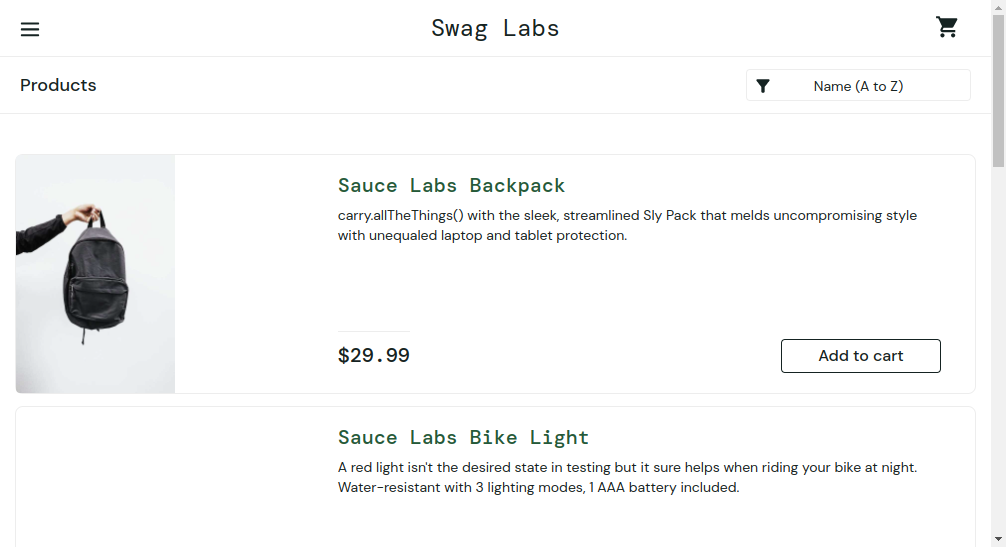 Swag Labs
Products
Name (A to Z)
Sauce Labs Backpack
carry.allTheThings() with the sleek, streamlined Sly Pack that melds uncompromising style
with unequaled laptop and tablet protection.
$29.99
Add to cart
Sauce Labs Bike Light
A red light isn't the desired state in testing but it sure helps when riding your bike at night.
Water-resistant with 3 lighting modes, 1 AAA battery included.